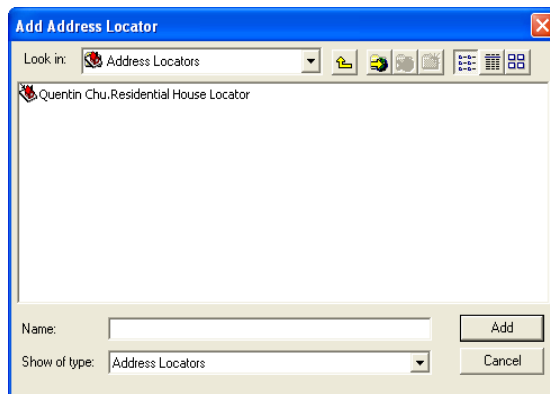 Add Address Locator
Look in: Address Locators
Quentin Chu.Residential House Locator
Name: Add
Show of type: Address Locators Cancel